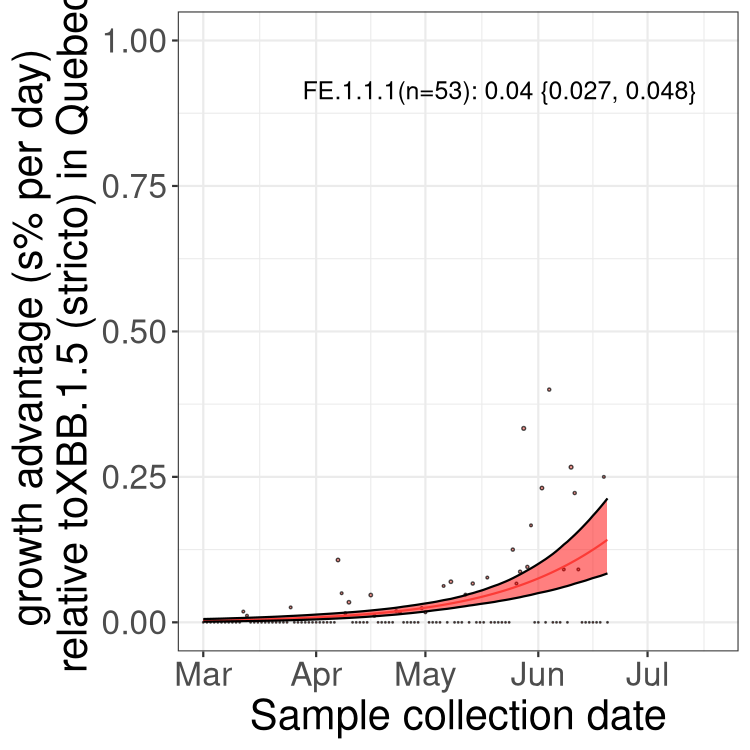 growth advantage (s% per day)
relative toXBB.1.5 (stricto) in Quebec
1.00
0.75
0.50
0.25
0.00
FE.1.1.1(n=53): 0.04 {0.027, 0.048}
Mar Apr May Jun Jul
Sample collection date